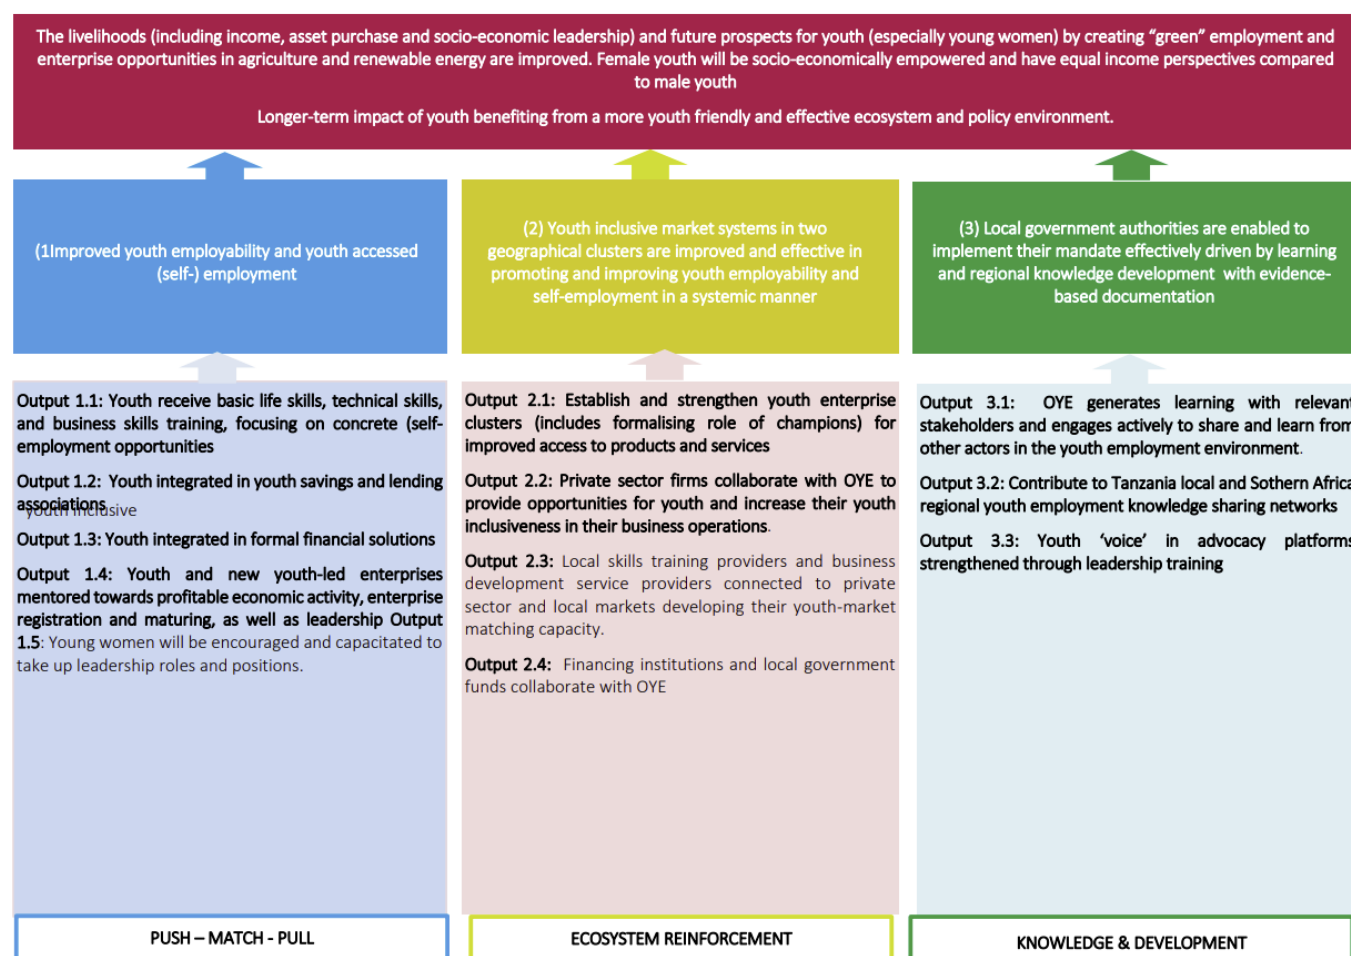 The livelihoods (including income, asset purchase and socio-economic leadership) and future prospects for youth (especially young women) by creating “green” employment and
enterprise opportunities in agriculture and renewable energy are improved. Female youth will be socio-economically empowered and have equal income perspectives compared
to male youth
Longer-term impact of youth benefiting from a more youth friendly and effective ecosystem and policy environment.
(1Improved youth employability and youth accessed
(self-) employment
(2) Youth inclusive market systems in two
geographical clusters are improved and effective in
promoting and improving youth employability and
self-employment in a systemic manner
(3) Local government authorities are enabled to
implement their mandate effectively driven by learning
and regional knowledge development with evidence-
based documentation
Output 1.1: Youth receive basic life skills, technical skills,
and business skills training, focusing on concrete (self-
employment opportunities
Output 1.2: Youth integrated in youth savings and lending
associations
youth inclusive
Output 1.3: Youth integrated in formal financial solutions
Output 1.4: Youth and new youth-led enterprises
mentored towards profitable economic activity, enterprise
registration and maturing, as well as leadership Output
1.5: Young women will be encouraged and capacitated to
take up leadership roles and positions.
Output 2.1: Establish and strengthen youth enterprise
clusters (includes formalising role of champions) for
improved access to products and services
Output 2.2: Private sector firms collaborate with OYE to
provide opportunities for youth and increase their youth
inclusiveness in their business operations.
Output 2.3: Local skills training providers and business
development service providers connected to private
sector and local markets developing their youth-market
matching capacity.
Output 2.4: Financing institutions and local government
funds collaborate with OYE
Output 3.1: OYE generates learning with relevant
stakeholders and engages actively to share and learn from
other actors in the youth employment environment.
Output 3.2: Contribute to Tanzania local and Sothern Africa
regional youth employment knowledge sharing networks
Output 3.3: Youth ‘voice’ in advocacy platforms
strengthened through leadership training
PUSH – MATCH - PULL
ECOSYSTEM REINFORCEMENT
KNOWLEDGE & DEVELOPMENT